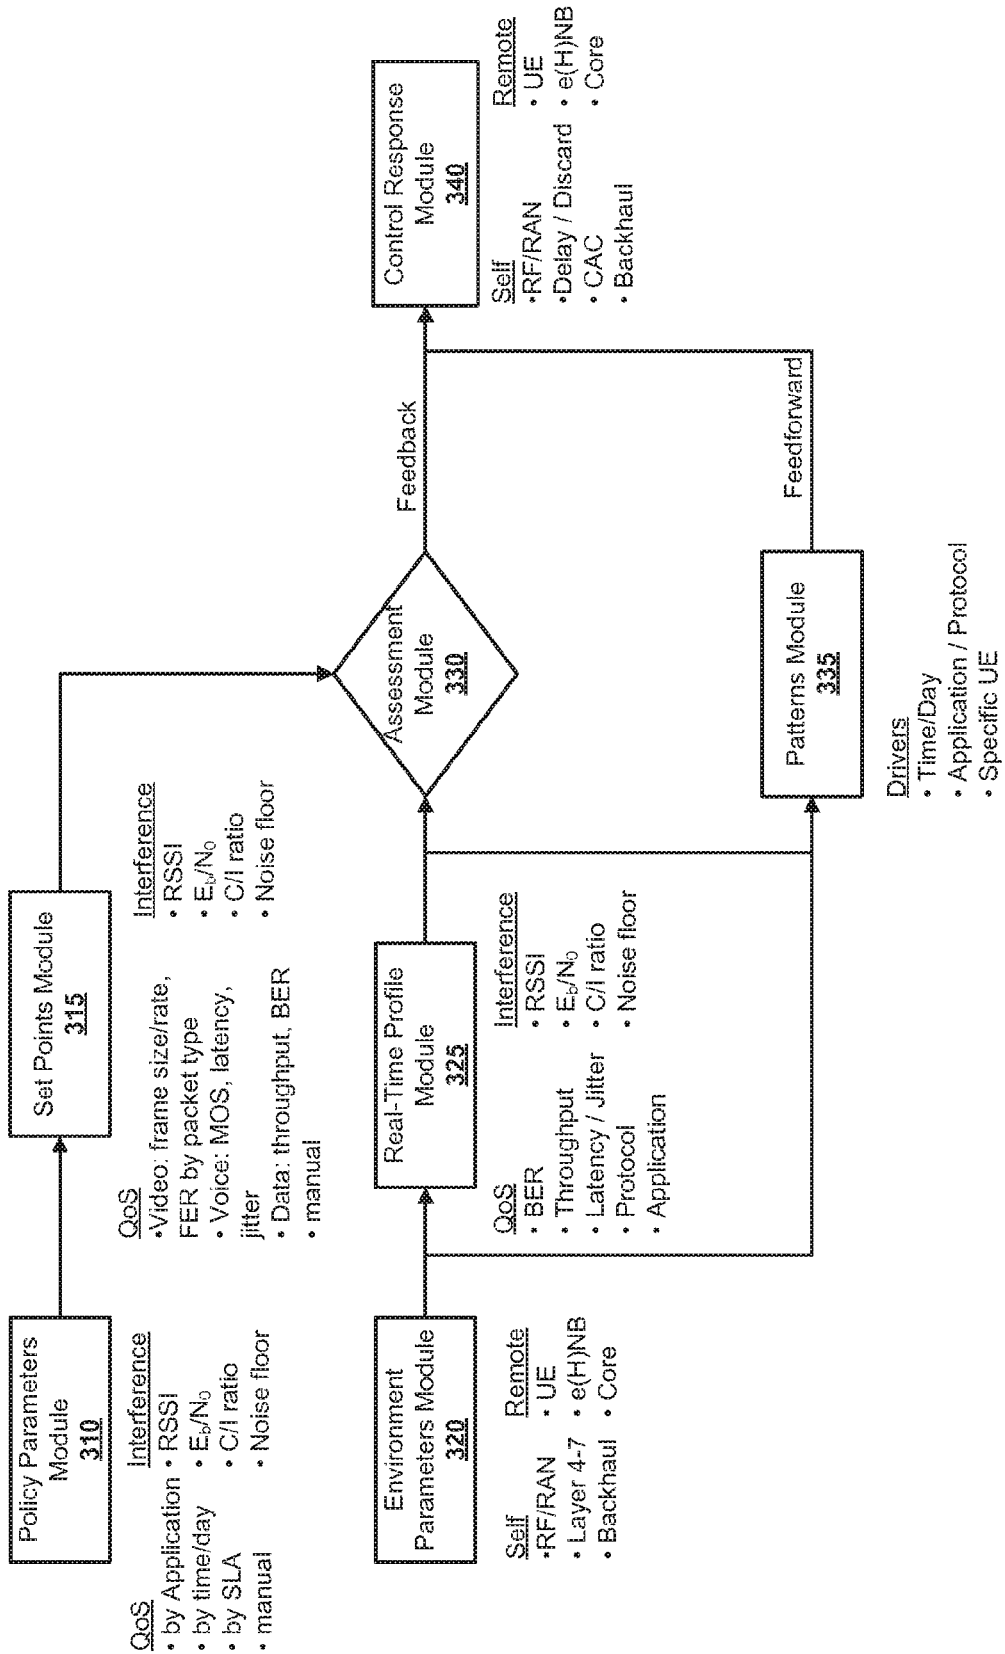 Policy Parameters
Module
310
QoS
• by Application
• by time/day
• by SLA
• manual
Interference
• RSSI
• Eb/N0
• C/I ratio
• Noise floor
Set Points Module
315
QoS
•Video: frame size/rate,
FER by packet type
• Voice: MOS, latency,
jitter
• Data: throughput, BER
• manual
Interference
• RSSI
• Eb/N0
• C/I ratio
• Noise floor
Environment
Parameters Module
320
Self
•RF/RAN
• Layer 4-7
• Backhaul
Remote
• UE
• e(H)NB
• Core
Real-Time Profile
Module
325
QoS
• BER
• Throughput
• Latency / Jitter
• Protocol
• Application
Interference
• RSSI
• Eb/N0
• C/I ratio
• Noise floor
Assessment
Module
330
Feedback
Patterns Module
335
Drivers
• Time/Day
• Application / Protocol
• Specific UE
Feedforward
Control Response
Module
340
Self
•RF/RAN
•Delay / Discard
• CAC
• Backhaul
Remote
• UE
• e(H)NB
• Core